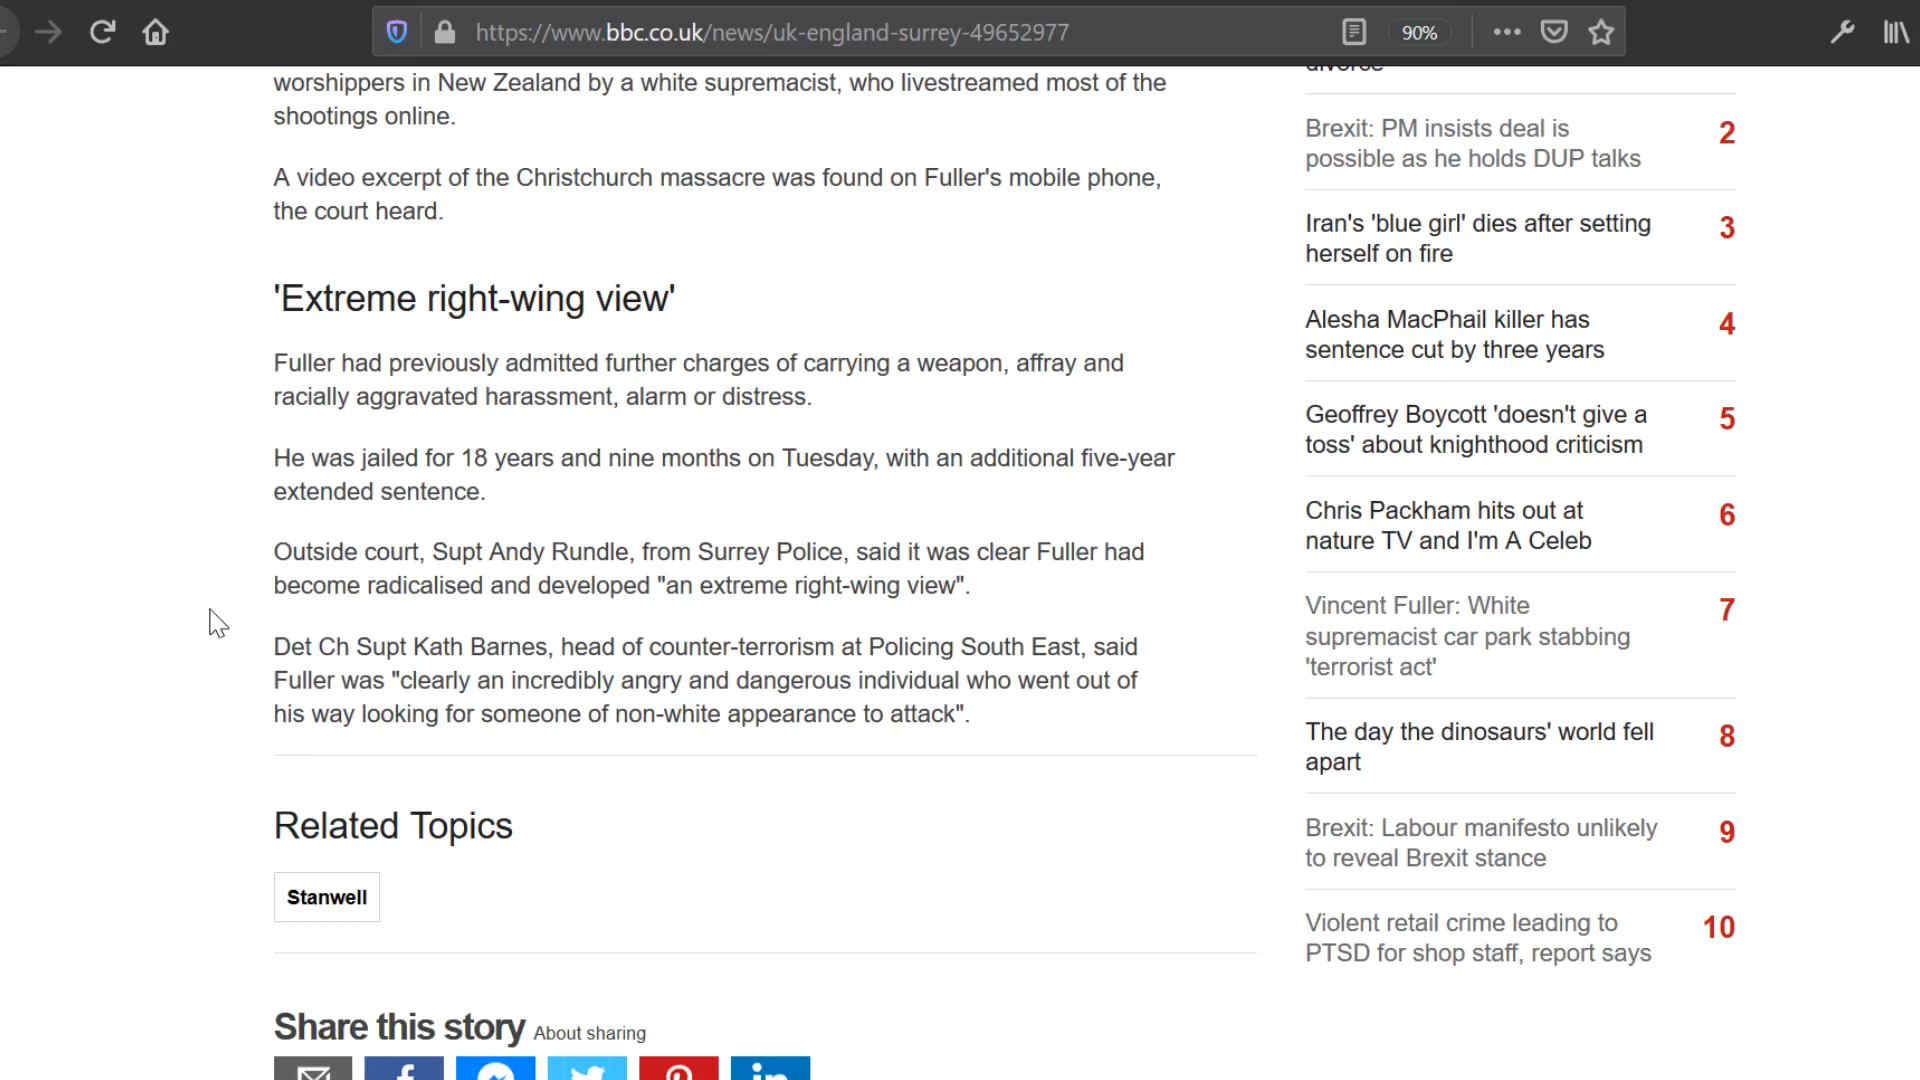 https://www.bbc.co.uk/news/uk-england-surrey-49652977
90%
worshippers in New Zealand by a white supremacist, who livestreamed most of the
shootings online.
A video excerpt of the Christchurch massacre was found on Fuller's mobile phone,
the court heard.
'Extreme right-wing view'
Fuller had previously admitted further charges of carrying a weapon, affray and
racially aggravated harassment, alarm or distress.
He was jailed for 18 years and nine months on Tuesday, with an additional five-year
extended sentence.
Outside court, Supt Andy Rundle, from Surrey Police, said it was clear Fuller had
become radicalised and developed "an extreme right-wing view".
Det Ch Supt Kath Barnes, head of counter-terrorism at Policing South East, said
Fuller was "clearly an incredibly angry and dangerous individual who went out of
his way looking for someone of non-white appearance to attack".
Related Topics
Stanwell
Share this story About sharing
divorce
Brexit: PM insists deal is
possible as he holds DUP talks
2
Iran's 'blue girl' dies after setting
herself on fire
3
Alesha MacPhail killer has
sentence cut by three years
4
Geoffrey Boycott 'doesn't give a
toss' about knighthood criticism
5
Chris Packham hits out at
nature TV and I'm A Celeb
6
Vincent Fuller: White
supremacist car park stabbing
'terrorist act'
7
The day the dinosaurs' world fell
apart
8
Brexit: Labour manifesto unlikely
to reveal Brexit stance
9
Violent retail crime leading to
PTSD for shop staff, report says
10